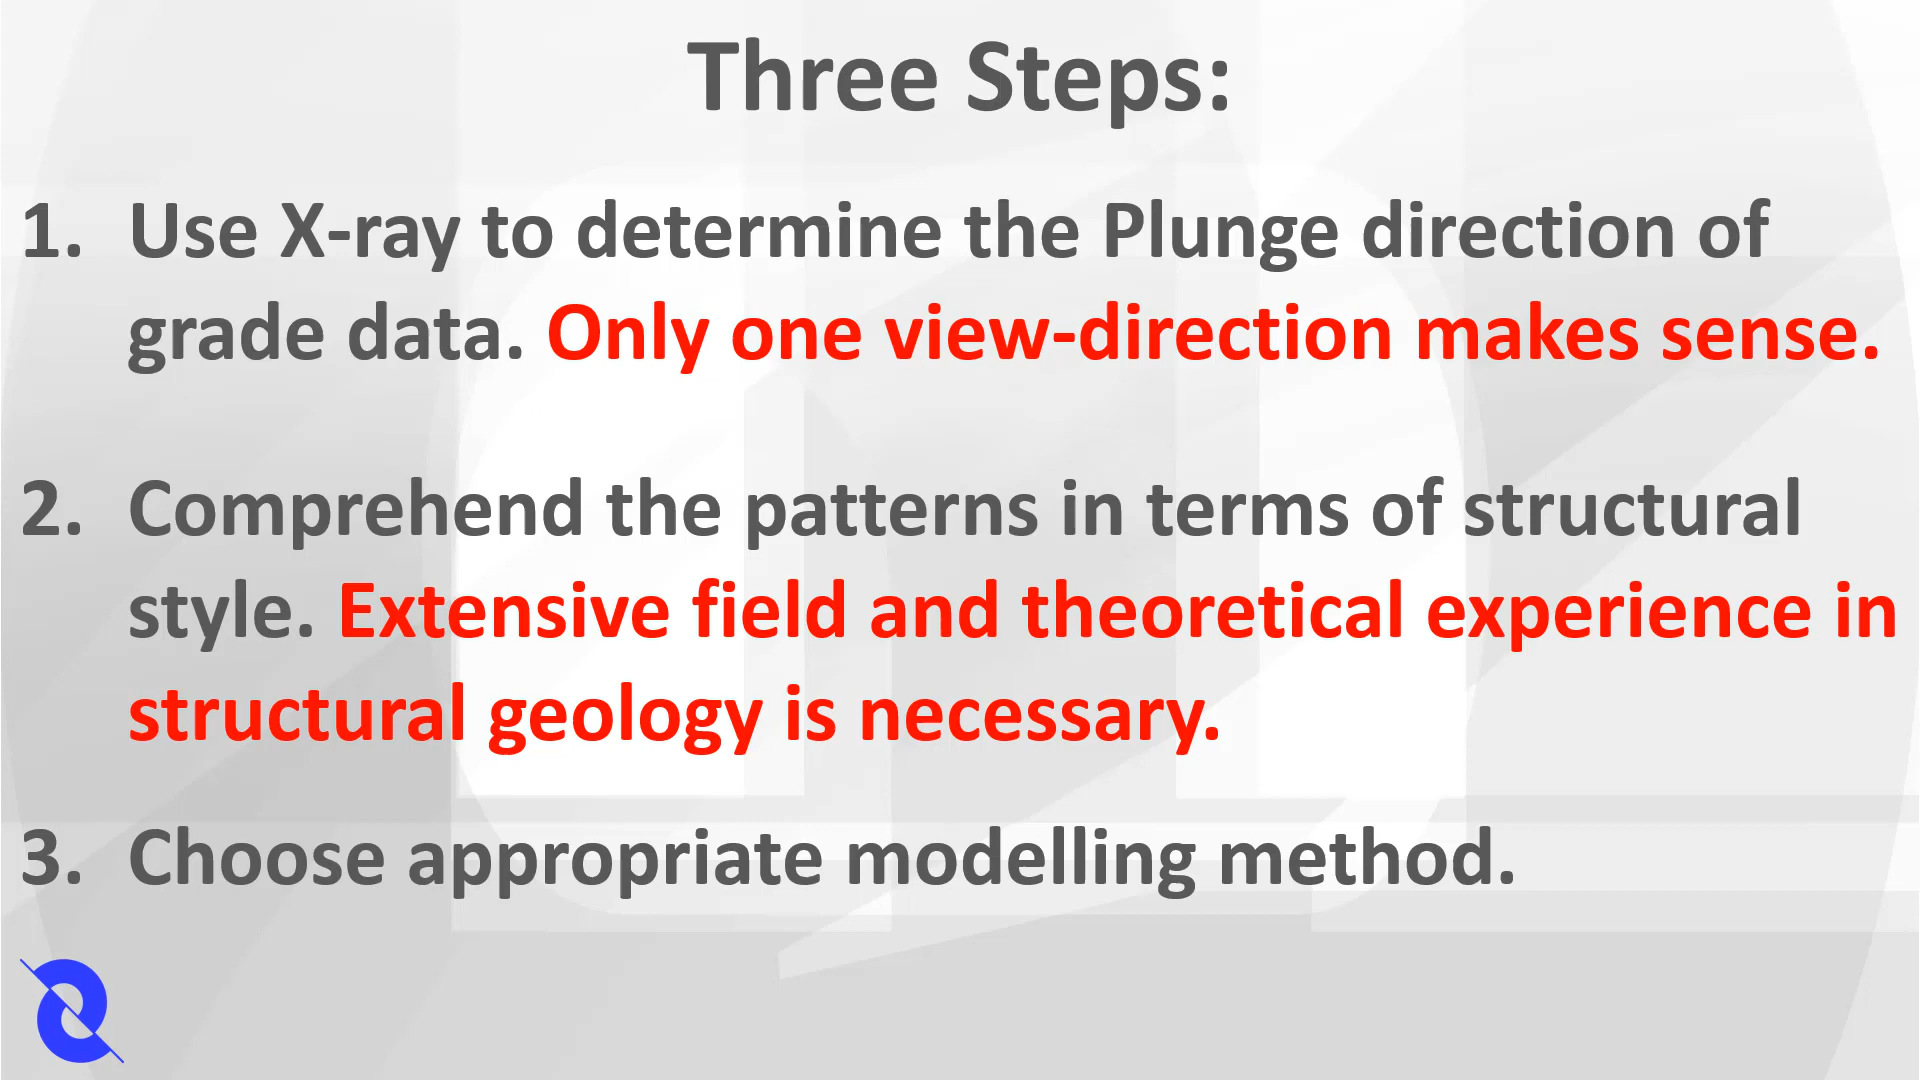 Three Steps:
1. Use X-ray to determine the Plunge direction of
grade data. Only one view-direction makes sense.
2. Comprehend the patterns in terms of structural
style. Extensive field and theoretical experience in
structural geology is necessary.
3. Choose appropriate modelling method.